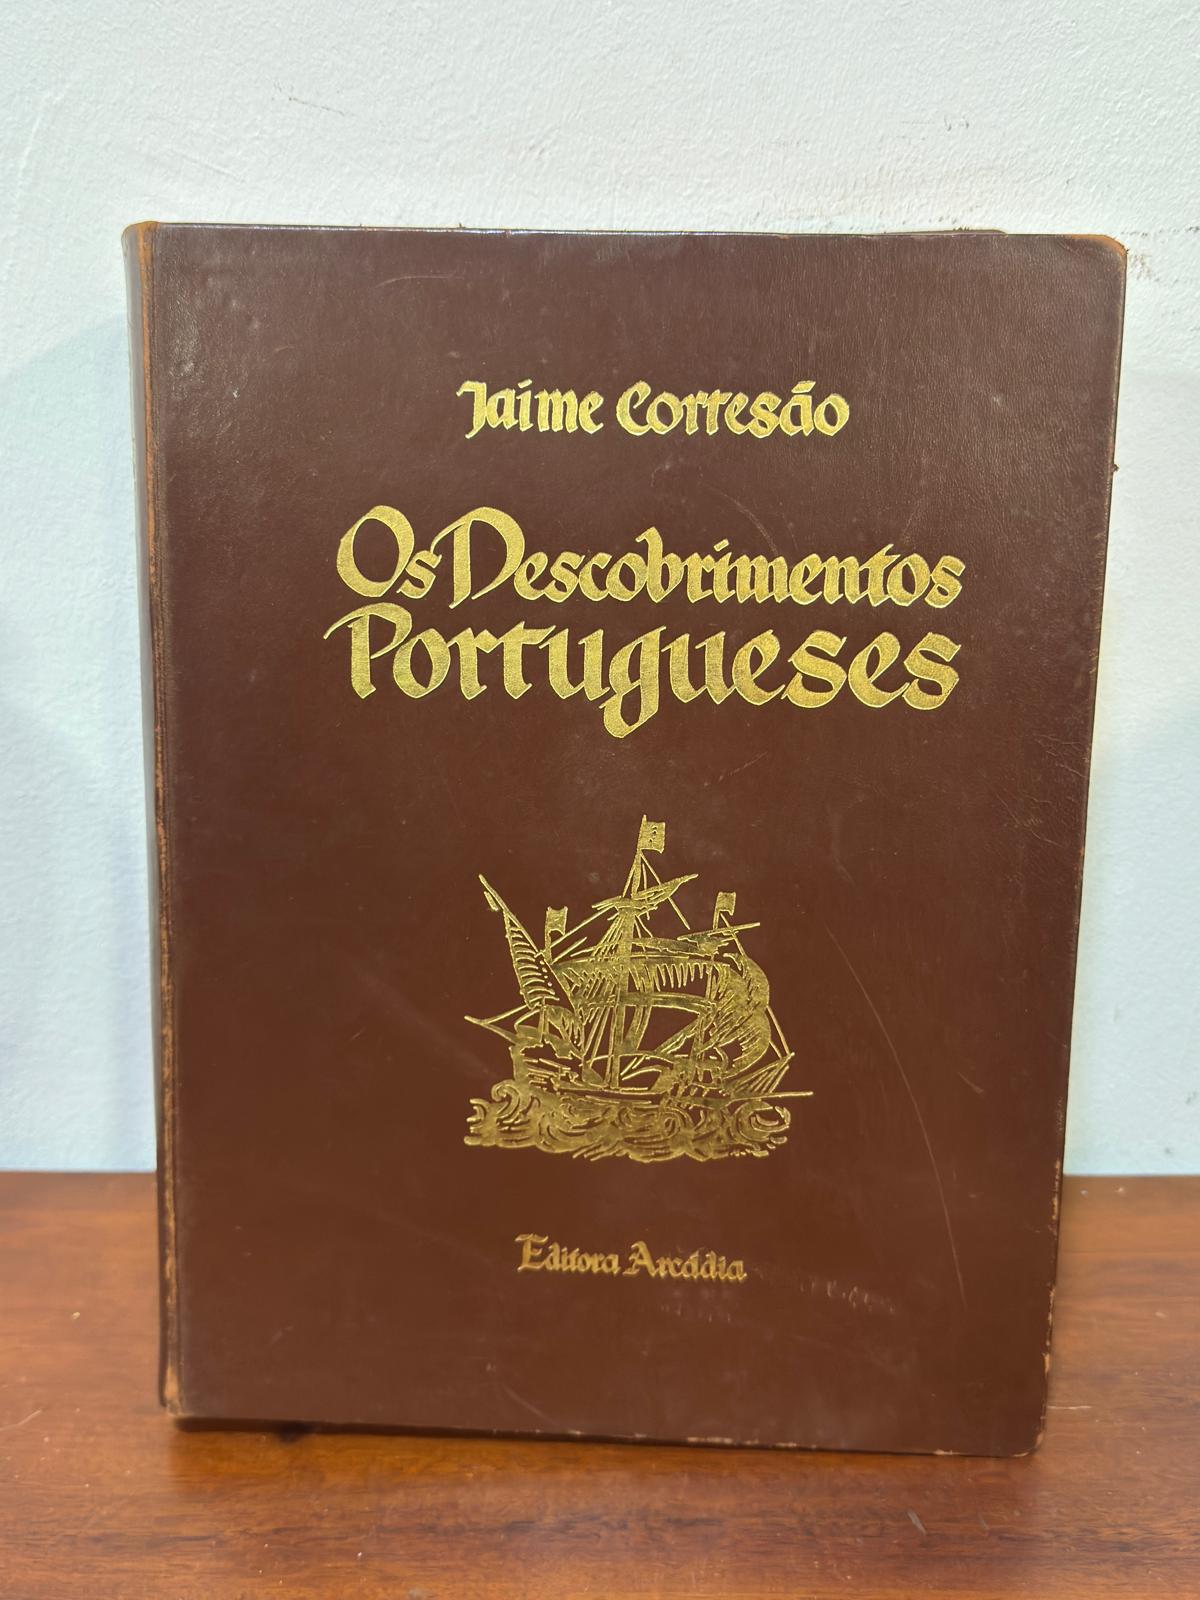 Jaime Cortesão
Os Descobrimentos
Portugueses
Editora Arcádia